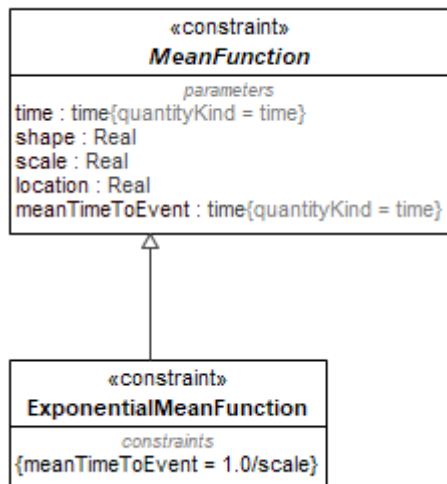 «constraint»
MeanFunction
parameters
time : time{quantityKind = time}
shape : Real
scale : Real
location : Real
meanTimeToEvent : time{quantityKind = time}
«constraint»
ExponentialMeanFunction
constraints
{meanTimeToEvent = 1.0/scale}